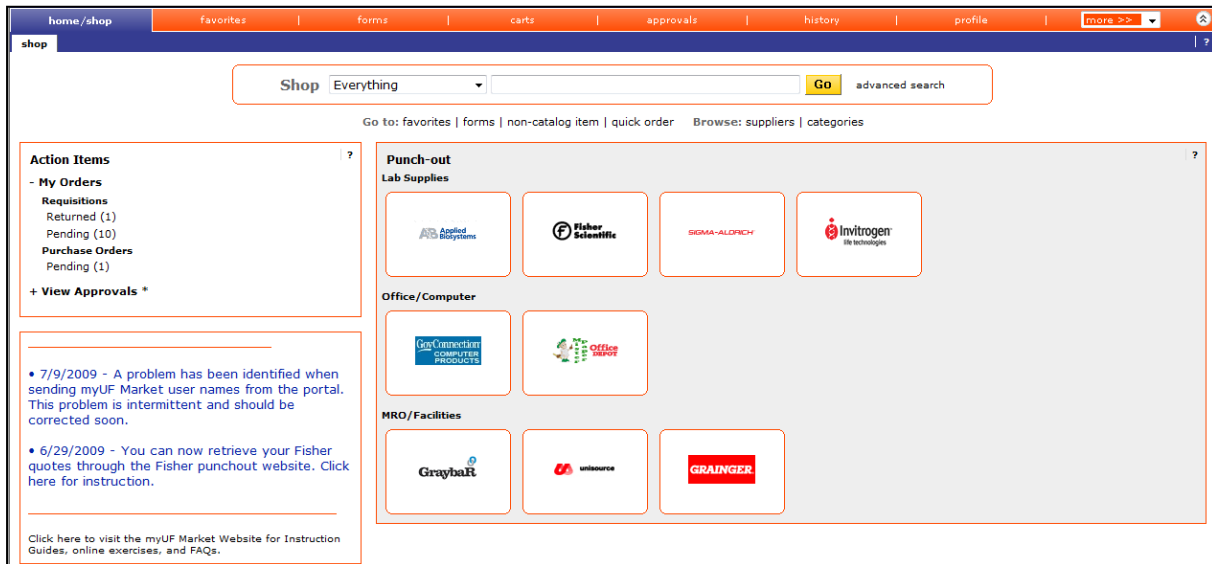 home/shop favorites | forms | carts | approvals | history | profile | more >>
shop | ?
Shop Everything Go advanced search
Go to: favorites | forms | non-catalog item | quick order Browse: suppliers | categories
Action Items ?
- My Orders
Requisitions
Returned (1)
Pending (10)
Purchase Orders
Pending (1)
+ View Approvals *
• 7/9/2009 - A problem has been identified when
sending myUF Market user names from the portal.
This problem is intermittent and should be
corrected soon.
• 6/29/2009 - You can now retrieve your Fisher
quotes through the Fisher punchout website. Click
here for instruction.
Click here to visit the myUF Market Website for Instruction
Guides, online exercises, and FAQs.
Punch-out ?
Lab Supplies
AB Applied
Biosystems
Fisher
Scientific
SIGMA-ALDRICH
Invitrogen
life technologies
Office/Computer
GovConnection
COMPUTER
PRODUCTS
Office
DEPOT
MRO/Facilities
GraybaR
unisource
GRAINGER